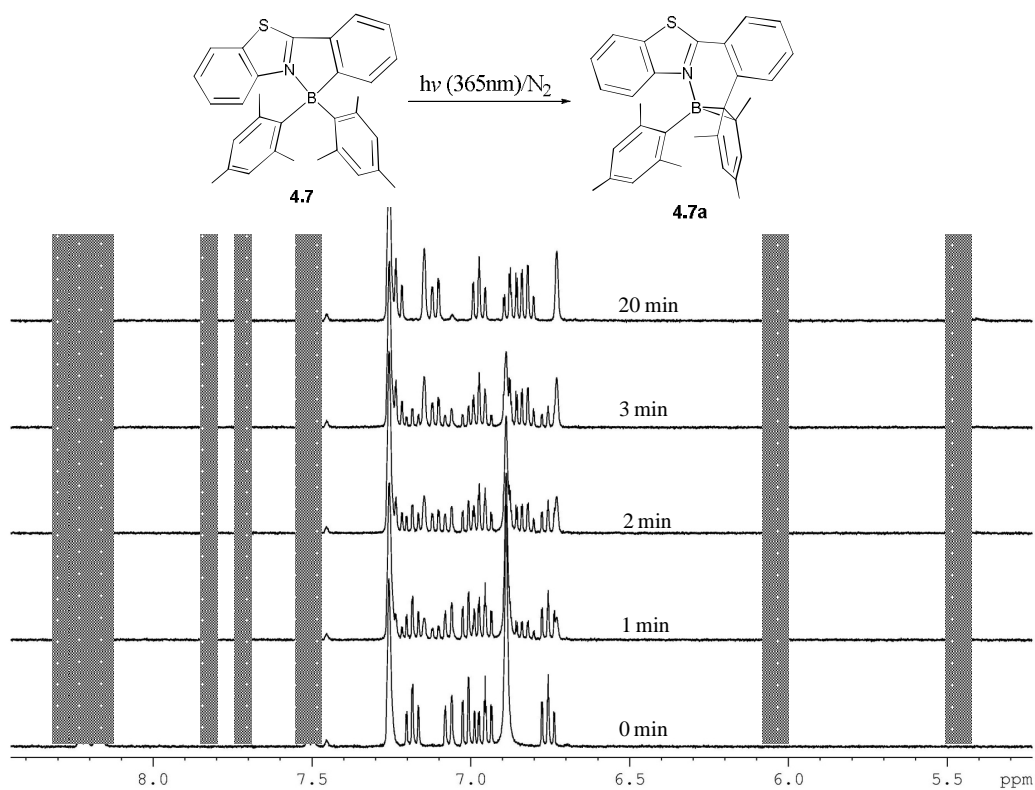 S
N
B
4.7
hν (365nm)/N₂
S
N
B
4.7a
20 min
3 min
2 min
1 min
0 min
8.0 7.5 7.0 6.5 6.0 5.5 ppm